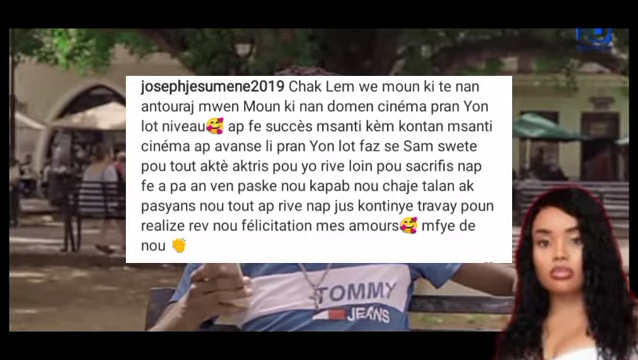 josephjesumene2019 Chak Lem we moun ki te nan
antouraj mwen Moun ki nan domen cinéma pran Yon
lot niveau🥰 ap fe succès msanti kèm kontan msanti
cinéma ap avanse li pran Yon lot faz se Sam swete
pou tout aktè aktris pou yo rive loin pou sacrifis nap
fe a pa an ven paske nou kapab nou chaje talan ak
pasyans nou tout ap rive nap jus kontinye travay poun
realize rev nou félicitation mes amours🥰 mfye de
nou 👏
TOMMY
JEANS